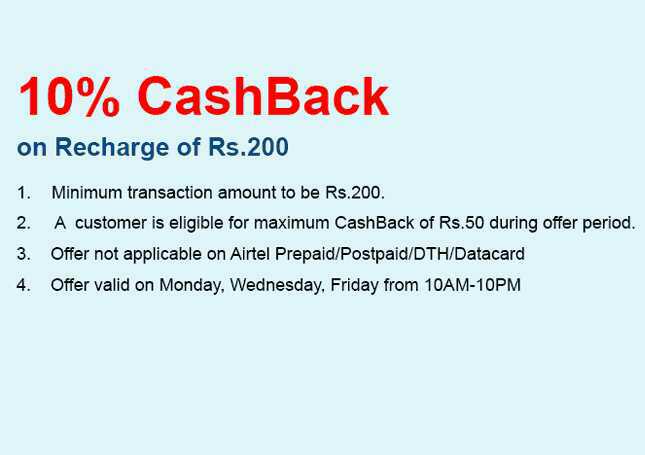 10% CashBack
on Recharge of Rs.200
1. Minimum transaction amount to be Rs.200.
2. A customer is eligible for maximum CashBack of Rs.50 during offer period.
3. Offer not applicable on Airtel Prepaid/Postpaid/DTH/Datacard
4. Offer valid on Monday, Wednesday, Friday from 10AM-10PM